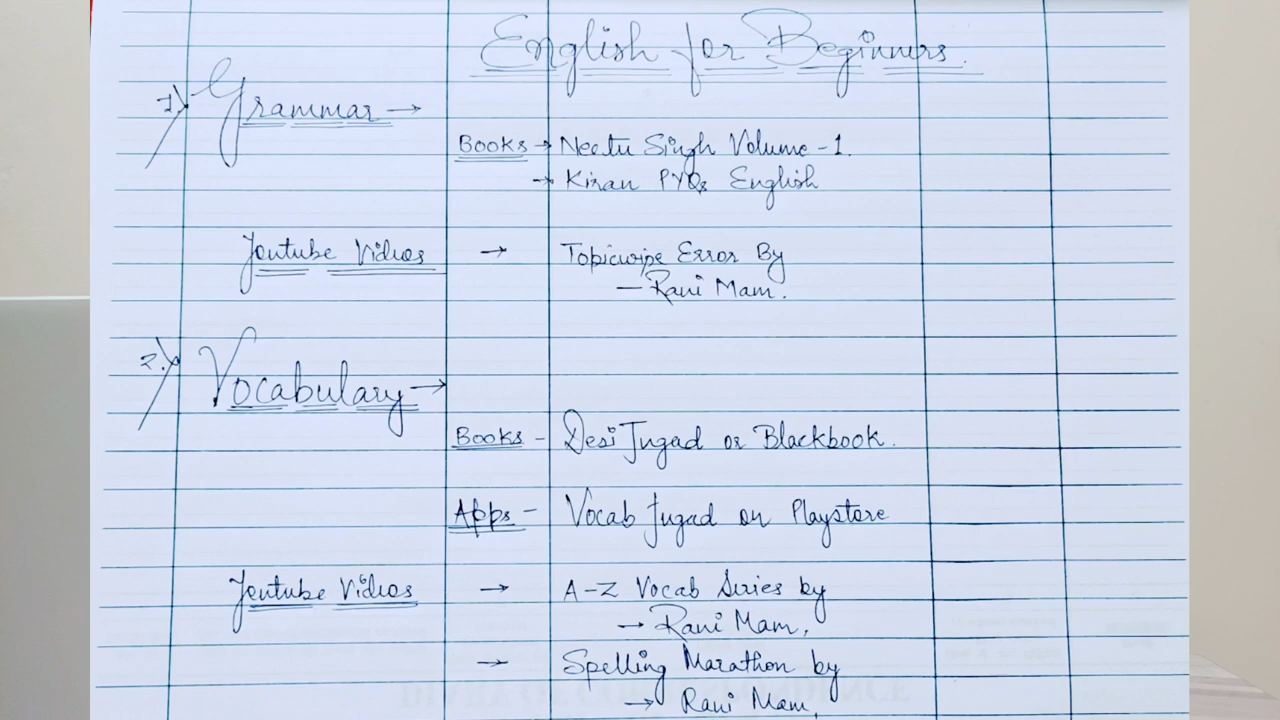 English for Beginners.
1) Grammar →
Books → Neetu Singh Volume - 1.
→ Kiran PYQs English
Youtube Videos → Topicwise Error By
— Rani Mam.
2.) Vocabulary →
Books - Desi Jugad or Blackbook.
Apps - Vocab Jugad on Playstore
Youtube Videos → A-Z Vocab Series by
→ Rani Mam,
→ Spelling Marathon by
→ Rani Mam,